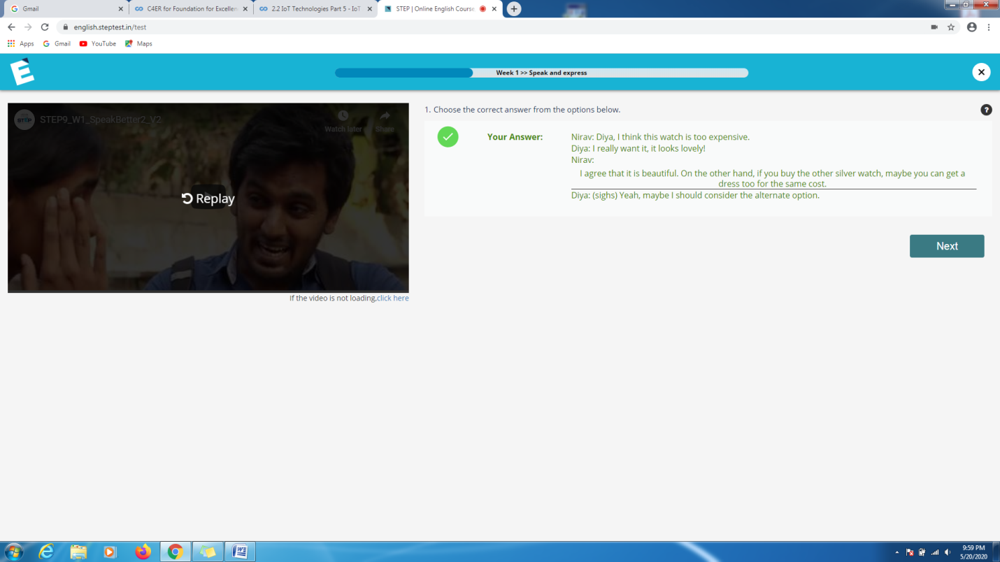 Gmail
C4ER for Foundation for Excellen
2.2 IoT Technologies Part 5 - IoT
STEP | Online English Course
english.steptest.in/test
Apps
Gmail
YouTube
Maps
E
Week 1 >> Speak and express
STEP
STEP9_W1_SpeakBetter2_V2
Watch later
Share
Replay
If the video is not loading,click here
1. Choose the correct answer from the options below.
?
Your Answer:
Nirav: Diya, I think this watch is too expensive.
Diya: I really want it, it looks lovely!
Nirav:
I agree that it is beautiful. On the other hand, if you buy the other silver watch, maybe you can get a
dress too for the same cost.
Diya: (sighs) Yeah, maybe I should consider the alternate option.
Next
9:59 PM
5/20/2020